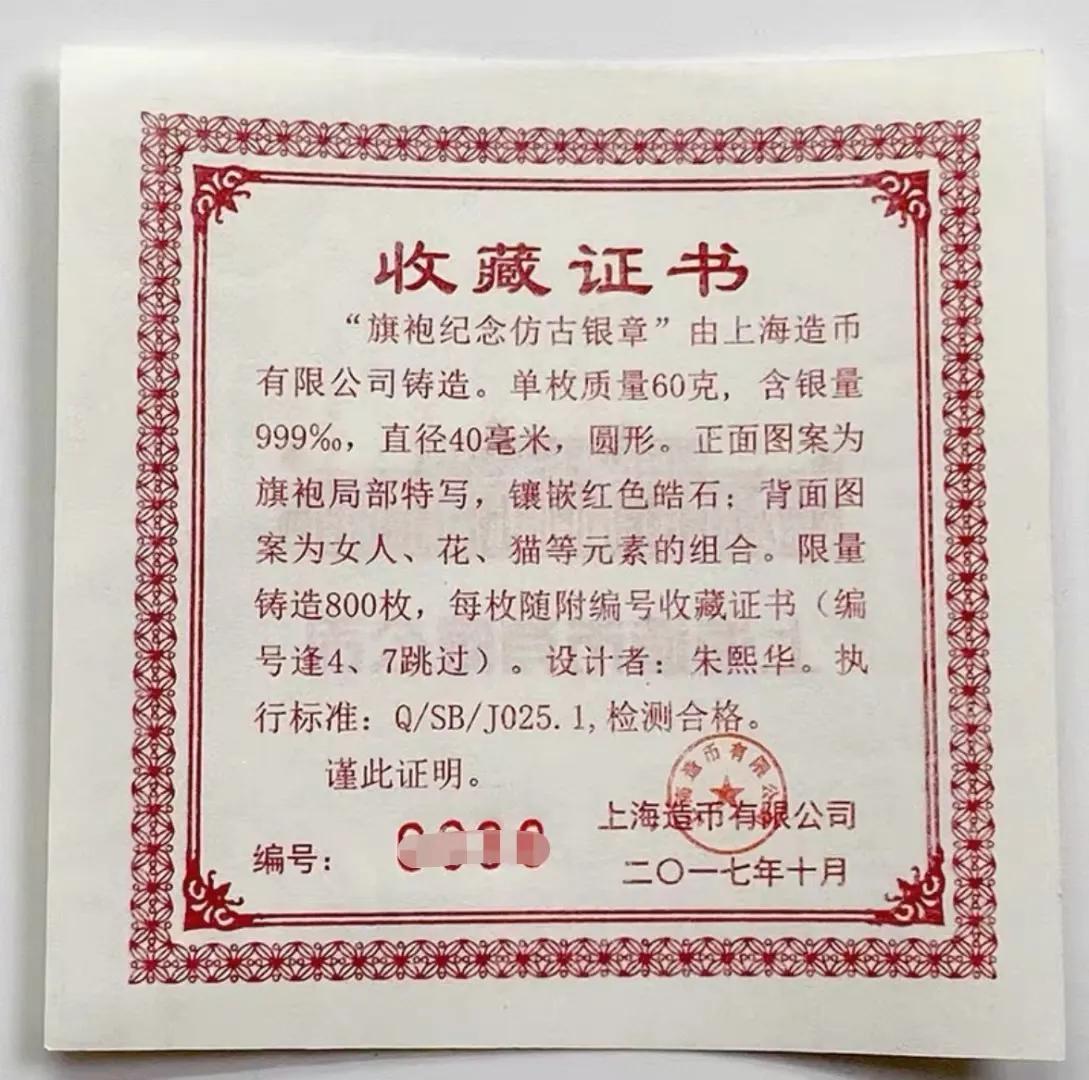 收藏证书
“旗袍纪念仿古银章”由上海造币
有限公司铸造。单枚质量60克，含银量
999‰，直径40毫米，圆形。正面图案为
旗袍局部特写，镶嵌红色皓石；背面图
案为女人、花、猫等元素的组合。限量
铸造800枚，每枚随附编号收藏证书（编
号逢4、7跳过）。设计者：朱熙华。执
行标准：Q/SB/J025.1,检测合格。
谨此证明。
上海造币有限公司
编号：
二〇一七年十月